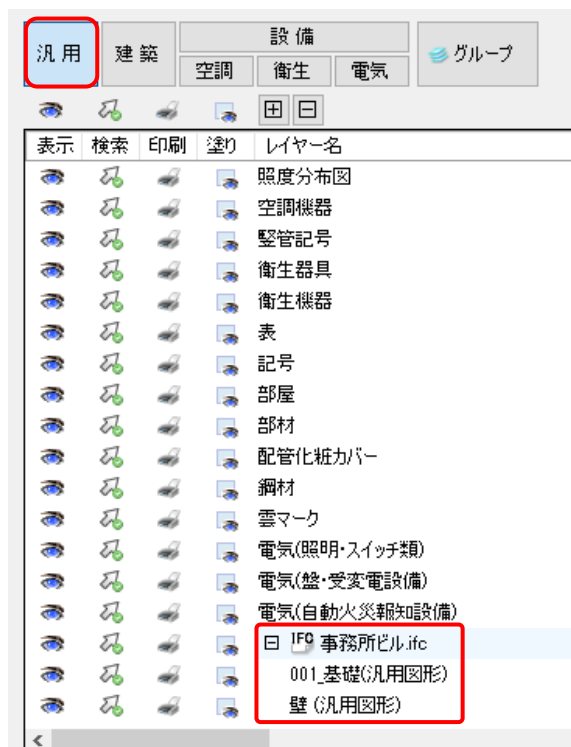 汎用 建築 設備 グループ
空調 衛生 電気
表示 検索 印刷 塗り レイヤー名
照度分布図
空調機器
竪管記号
衛生器具
衛生機器
表
記号
部屋
部材
配管化粧カバー
鋼材
雲マーク
電気(照明・スイッチ類)
電気(盤・受変電設備)
電気(自動火災報知設備)
IFC 事務所ビル.ifc
001_基礎(汎用図形)
壁 (汎用図形)